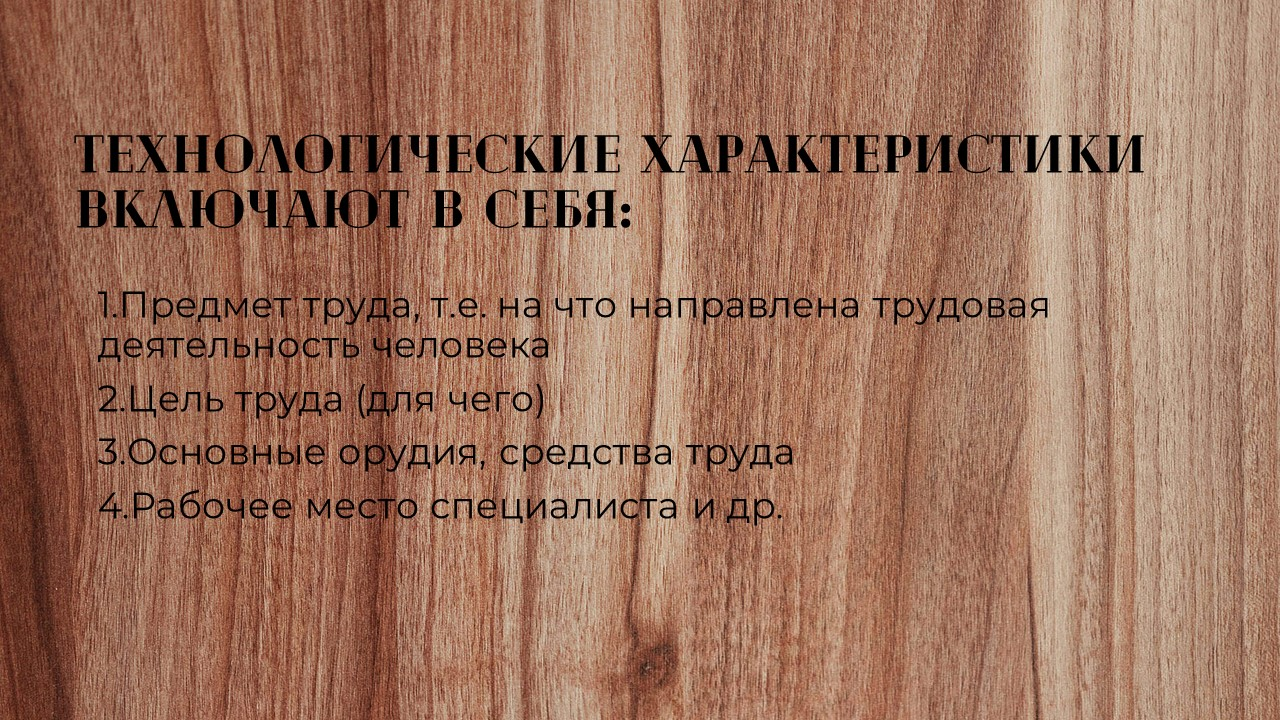 ТЕХНОЛОГИЧЕСКИЕ ХАРАКТЕРИСТИКИ
ВКЛЮЧАЮТ В СЕБЯ:
1.Предмет труда, т.е. на что направлена трудовая
деятельность человека
2.Цель труда (для чего)
3.Основные орудия, средства труда
4.Рабочее место специалиста и др.